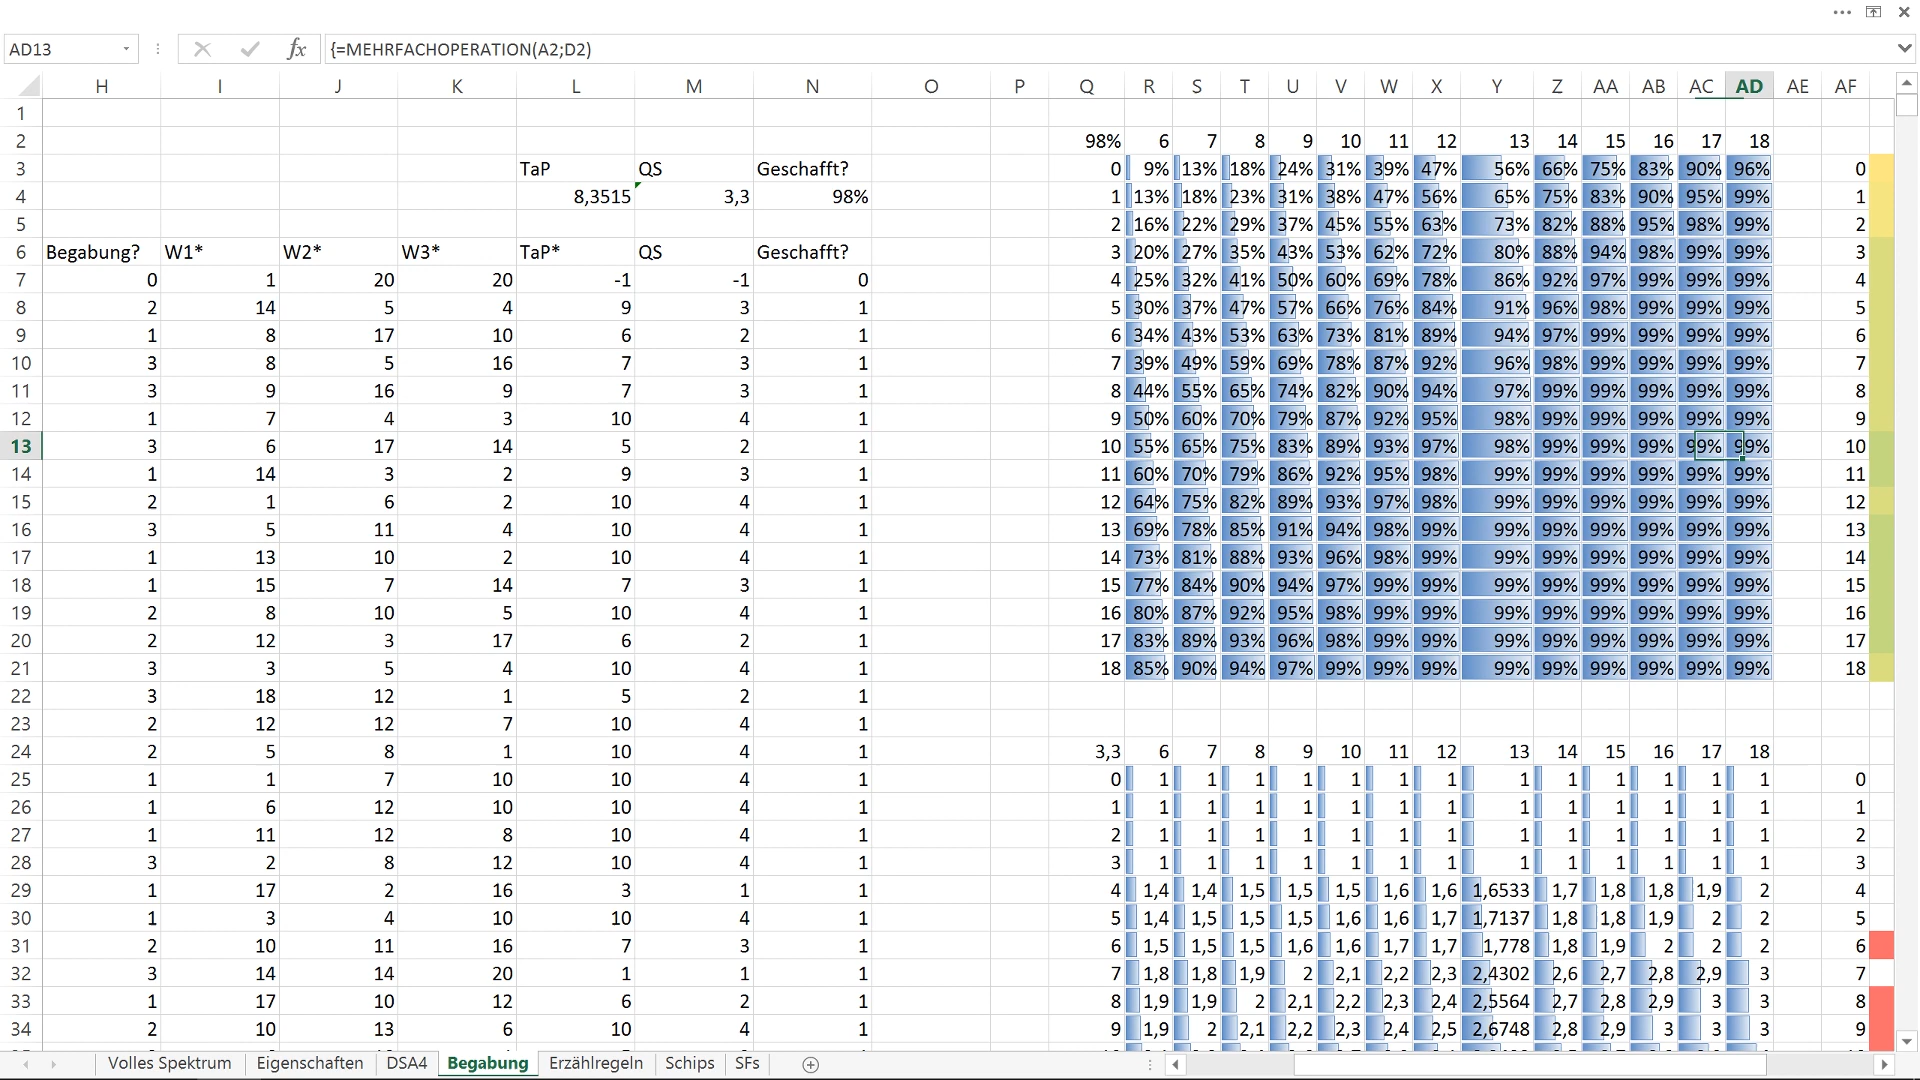 AD13 fx {=MEHRFACHOPERATION(A2;D2)
H I J K L M N O P Q R S T U V W X Y Z AA AB AC AD AE AF
1
2 98% 6 7 8 9 10 11 12 13 14 15 16 17 18
3 TaP QS Geschafft? 0 9% 13% 18% 24% 31% 39% 47% 56% 66% 75% 83% 90% 96% 0
4 8,3515 3,3 98% 1 13% 18% 23% 31% 38% 47% 56% 65% 75% 83% 90% 95% 99% 1
5 2 16% 22% 29% 37% 45% 55% 63% 73% 82% 88% 95% 98% 99% 2
6 Begabung? W1* W2* W3* TaP* QS Geschafft? 3 20% 27% 35% 43% 53% 62% 72% 80% 88% 94% 98% 99% 99% 3
7 0 1 20 20 -1 -1 0 4 25% 32% 41% 50% 60% 69% 78% 86% 92% 97% 99% 99% 99% 4
8 2 14 5 4 9 3 1 5 30% 37% 47% 57% 66% 76% 84% 91% 96% 98% 99% 99% 99% 5
9 1 8 17 10 6 2 1 6 34% 43% 53% 63% 73% 81% 89% 94% 97% 99% 99% 99% 99% 6
10 3 8 5 16 7 3 1 7 39% 49% 59% 69% 78% 87% 92% 96% 98% 99% 99% 99% 99% 7
11 3 9 16 9 7 3 1 8 44% 55% 65% 74% 82% 90% 94% 97% 99% 99% 99% 99% 99% 8
12 1 7 4 3 10 4 1 9 50% 60% 70% 79% 87% 92% 95% 98% 99% 99% 99% 99% 99% 9
13 3 6 17 14 5 2 1 10 55% 65% 75% 83% 89% 93% 97% 98% 99% 99% 99% 99% 99% 10
14 1 14 3 2 9 3 1 11 60% 70% 79% 86% 92% 95% 98% 99% 99% 99% 99% 99% 99% 11
15 2 1 6 2 10 4 1 12 64% 75% 82% 89% 93% 97% 98% 99% 99% 99% 99% 99% 99% 12
16 3 5 11 4 10 4 1 13 69% 78% 85% 91% 94% 98% 99% 99% 99% 99% 99% 99% 99% 13
17 1 13 10 2 10 4 1 14 73% 81% 88% 93% 96% 98% 99% 99% 99% 99% 99% 99% 99% 14
18 1 15 7 14 7 3 1 15 77% 84% 90% 94% 97% 99% 99% 99% 99% 99% 99% 99% 99% 15
19 2 8 10 5 10 4 1 16 80% 87% 92% 95% 98% 99% 99% 99% 99% 99% 99% 99% 99% 16
20 2 12 3 17 6 2 1 17 83% 89% 93% 96% 98% 99% 99% 99% 99% 99% 99% 99% 99% 17
21 3 3 5 4 10 4 1 18 85% 90% 94% 97% 99% 99% 99% 99% 99% 99% 99% 99% 99% 18
22 3 18 12 1 5 2 1
23 2 12 12 7 10 4 1
24 2 5 8 1 10 4 1 3,3 6 7 8 9 10 11 12 13 14 15 16 17 18
25 1 1 7 10 10 4 1 0 1 1 1 1 1 1 1 1 1 1 1 1 1 0
26 1 6 12 10 10 4 1 1 1 1 1 1 1 1 1 1 1 1 1 1 1 1
27 1 11 12 8 10 4 1 2 1 1 1 1 1 1 1 1 1 1 1 1 1 2
28 3 2 8 12 10 4 1 3 1 1 1 1 1 1 1 1 1 1 1 1 1 3
29 1 17 2 16 3 1 1 4 1,4 1,4 1,5 1,5 1,5 1,6 1,6 1,6533 1,7 1,8 1,8 1,9 2 4
30 1 3 4 10 10 4 1 5 1,4 1,5 1,5 1,5 1,6 1,6 1,7 1,7137 1,8 1,8 1,9 2 2 5
31 2 10 11 16 7 3 1 6 1,5 1,5 1,5 1,6 1,6 1,7 1,7 1,778 1,8 1,9 2 2 2 6
32 3 14 14 20 1 1 1 7 1,8 1,8 1,9 2 2,1 2,2 2,3 2,4302 2,6 2,7 2,8 2,9 3 7
33 1 17 10 12 6 2 1 8 1,9 1,9 2 2,1 2,2 2,3 2,4 2,5564 2,7 2,8 2,9 3 3 8
34 2 10 13 6 10 4 1 9 1,9 2 2,1 2,2 2,3 2,4 2,5 2,6748 2,8 2,9 3 3 3 9
Volles Spektrum Eigenschaften DSA4 Begabung Erzählregeln Schips SFs